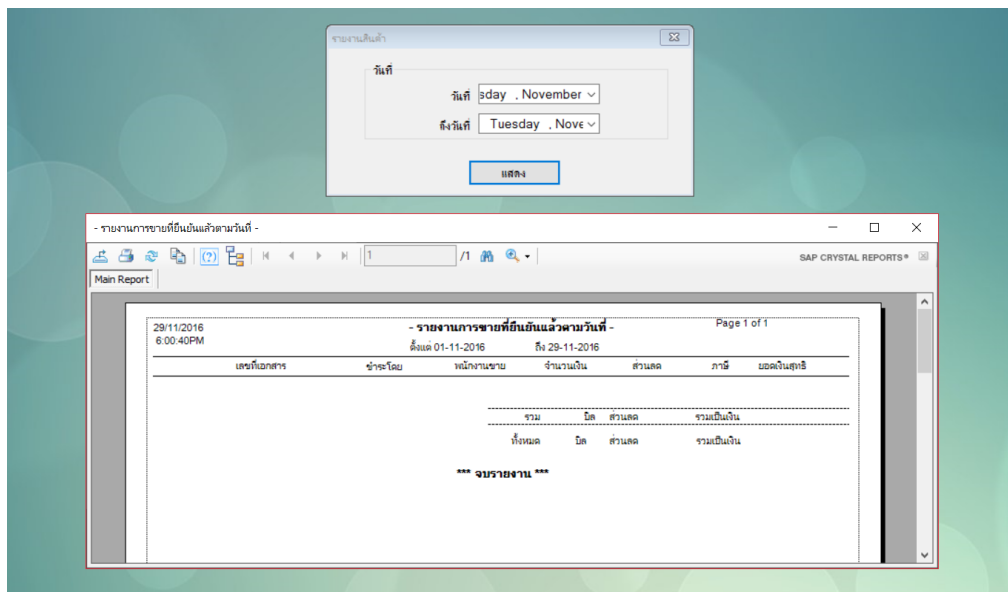 รายงานสินค้า
วันที่
วันที่ sday , November
ถึงวันที่ Tuesday , Nove
แสดง
- รายงานการขายที่ยืนยันแล้วตามวันที่ -
1 /1 SAP CRYSTAL REPORTS®
Main Report
29/11/2016 - รายงานการขายที่ยืนยันแล้วตามวันที่ - Page 1 of 1
6:00:40PM ตั้งแต่ 01-11-2016 ถึง 29-11-2016
เลขที่เอกสาร ชำระโดย พนักงานขาย จำนวนเงิน ส่วนลด ภาษี ยอดเงินสุทธิ
รวม บิล ส่วนลด รวมเป็นเงิน
ทั้งหมด บิล ส่วนลด รวมเป็นเงิน
*** จบรายงาน ***